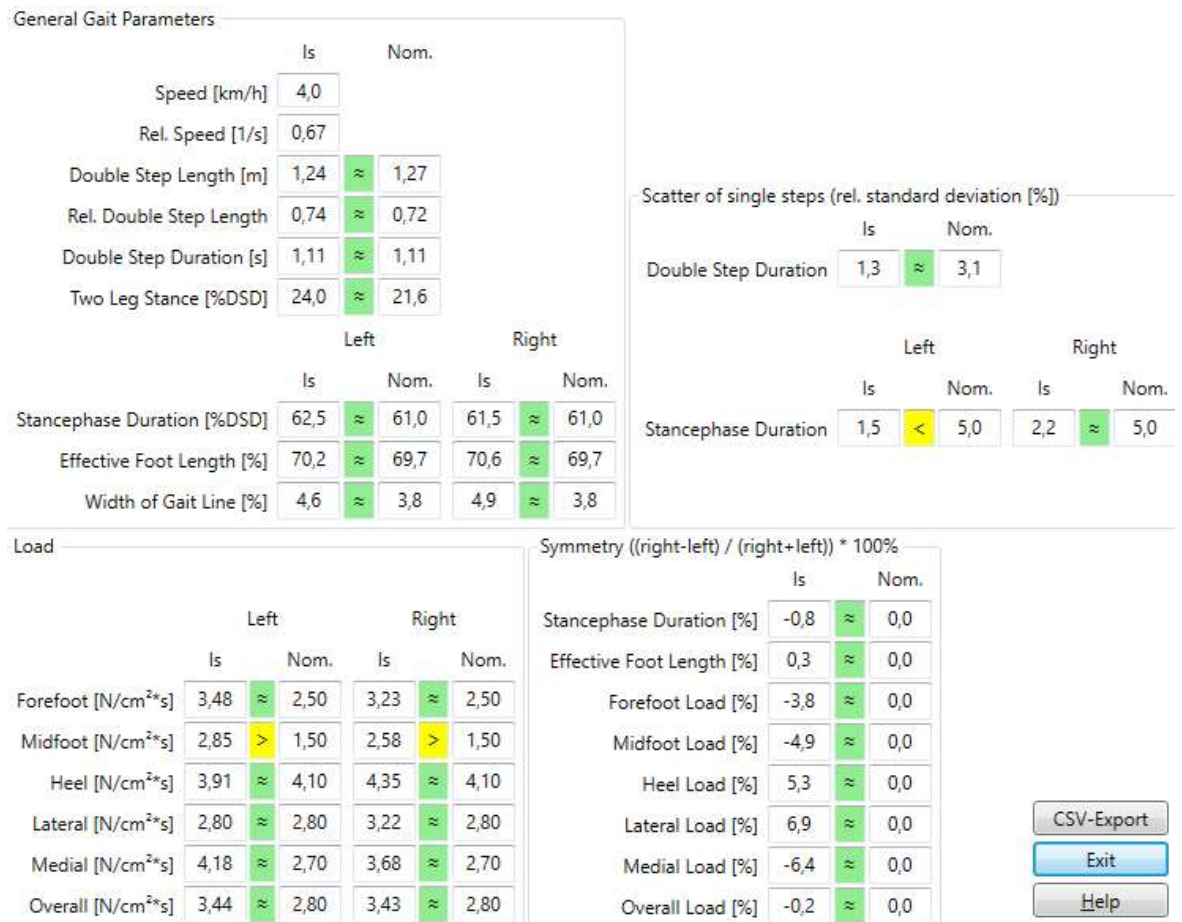 General Gait Parameters
Is Nom.
Speed [km/h] 4,0
Rel. Speed [1/s] 0,67
Double Step Length [m] 1,24 ≈ 1,27
Rel. Double Step Length 0,74 ≈ 0,72
Double Step Duration [s] 1,11 ≈ 1,11
Two Leg Stance [%DSD] 24,0 ≈ 21,6
Left Right
Is Nom. Is Nom.
Stancephase Duration [%DSD] 62,5 ≈ 61,0 61,5 ≈ 61,0
Effective Foot Length [%] 70,2 ≈ 69,7 70,6 ≈ 69,7
Width of Gait Line [%] 4,6 ≈ 3,8 4,9 ≈ 3,8
Scatter of single steps (rel. standard deviation [%])
Is Nom.
Double Step Duration 1,3 ≈ 3,1
Left Right
Is Nom. Is Nom.
Stancephase Duration 1,5 < 5,0 2,2 ≈ 5,0
Load
Left Right
Is Nom. Is Nom.
Forefoot [N/cm²*s] 3,48 ≈ 2,50 3,23 ≈ 2,50
Midfoot [N/cm²*s] 2,85 > 1,50 2,58 > 1,50
Heel [N/cm²*s] 3,91 ≈ 4,10 4,35 ≈ 4,10
Lateral [N/cm²*s] 2,80 ≈ 2,80 3,22 ≈ 2,80
Medial [N/cm²*s] 4,18 ≈ 2,70 3,68 ≈ 2,70
Overall [N/cm²*s] 3,44 ≈ 2,80 3,43 ≈ 2,80
Symmetry ((right-left) / (right+left)) * 100%
Is Nom.
Stancephase Duration [%] -0,8 ≈ 0,0
Effective Foot Length [%] 0,3 ≈ 0,0
Forefoot Load [%] -3,8 ≈ 0,0
Midfoot Load [%] -4,9 ≈ 0,0
Heel Load [%] 5,3 ≈ 0,0
Lateral Load [%] 6,9 ≈ 0,0
Medial Load [%] -6,4 ≈ 0,0
Overall Load [%] -0,2 ≈ 0,0
CSV-Export
Exit
Help